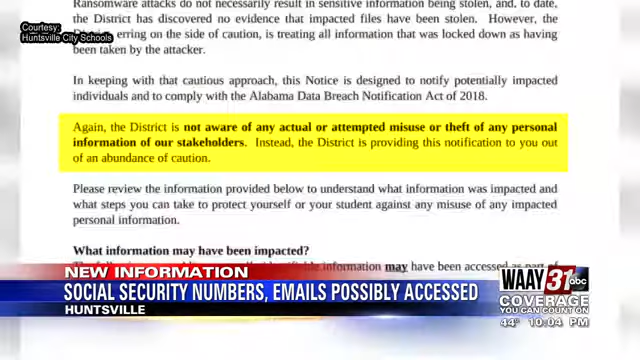 Ransomware attacks do not necessarily result in sensitive information being stolen, and, to date,
the District has discovered no evidence that impacted files have been stolen. However, the
erring on the side of caution, is treating all information that was locked down as having
been taken by the attacker.
Courtesy:
Huntsville City Schools
In keeping with that cautious approach, this Notice is designed to notify potentially impacted
individuals and to comply with the Alabama Data Breach Notification Act of 2018.
Again, the District is not aware of any actual or attempted misuse or theft of any personal
information of our stakeholders. Instead, the District is providing this notification to you out
of an abundance of caution.
Please review the information provided below to understand what information was impacted and
what steps you can take to protect yourself or your student against any misuse of any impacted
personal information.
What information may have been impacted?
information may have been accessed as part of
NEW INFORMATION
SOCIAL SECURITY NUMBERS, EMAILS POSSIBLY ACCESSED
HUNTSVILLE
WAAY 31 abc
COVERAGE
YOU CAN COUNT ON
44° 10:04 PM